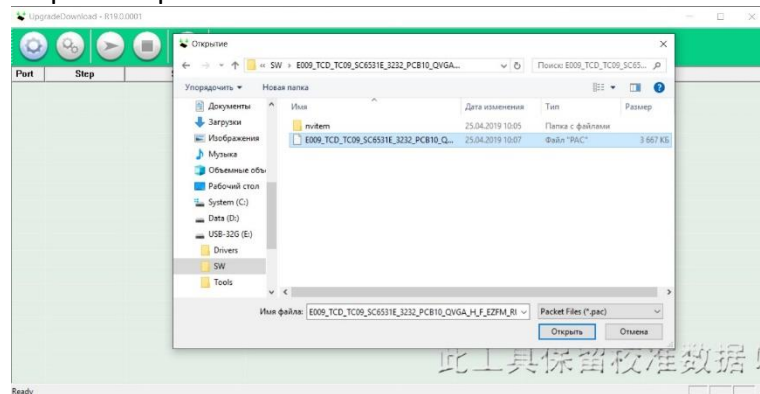 UpgradeDownload - R19.0.0001
Открытие
« SW › E009_TCD_TC09_SC6531E_3232_PCB10_QVGA...
Поиск: E009_TCD_TC09_SC65...
Упорядочить
Новая папка
Port Step
Имя Дата изменения Тип Размер
Документы
Загрузки
Изображения
Музыка
Объемные объ
Рабочий стол
System (C:)
Data (D:)
USB-32G (E:)
Drivers
SW
Tools
nvitem 25.04.2019 10:05 Папка с файлами
E009_TCD_TC09_SC6531E_3232_PCB10_Q... 25.04.2019 10:07 Файл "PAC" 3 667 КБ
Имя файла: E009_TCD_TC09_SC6531E_3232_PCB10_QVGA_H_F_EZFM_RI Packet Files (*.pac)
Открыть Отмена
此工具保留校准数据
Ready